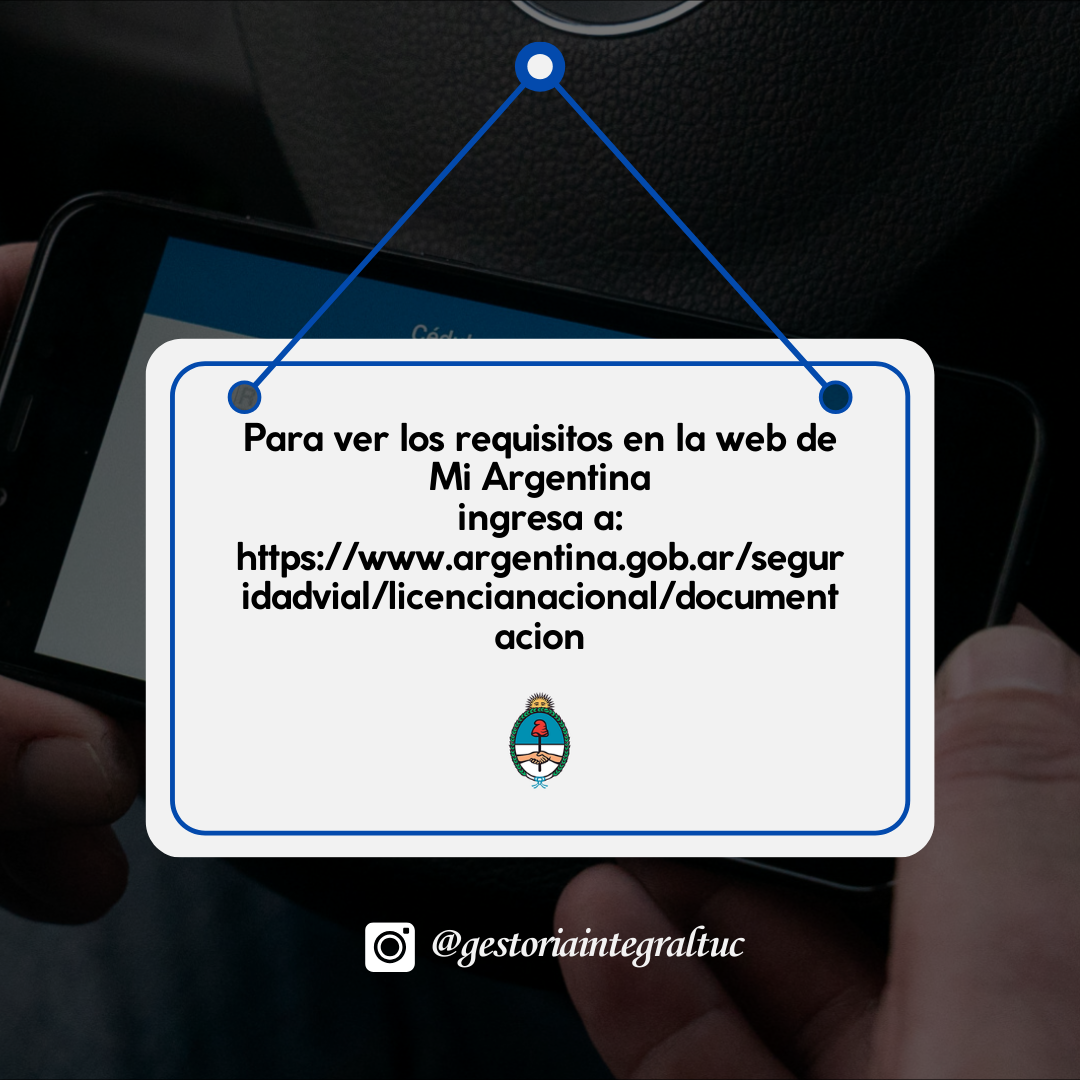 Para ver los requisitos en la web de
Mi Argentina
ingresa a:
https://www.argentina.gob.ar/segur
idadvial/licencianacional/document
acion
@gestoriaintegraltuc